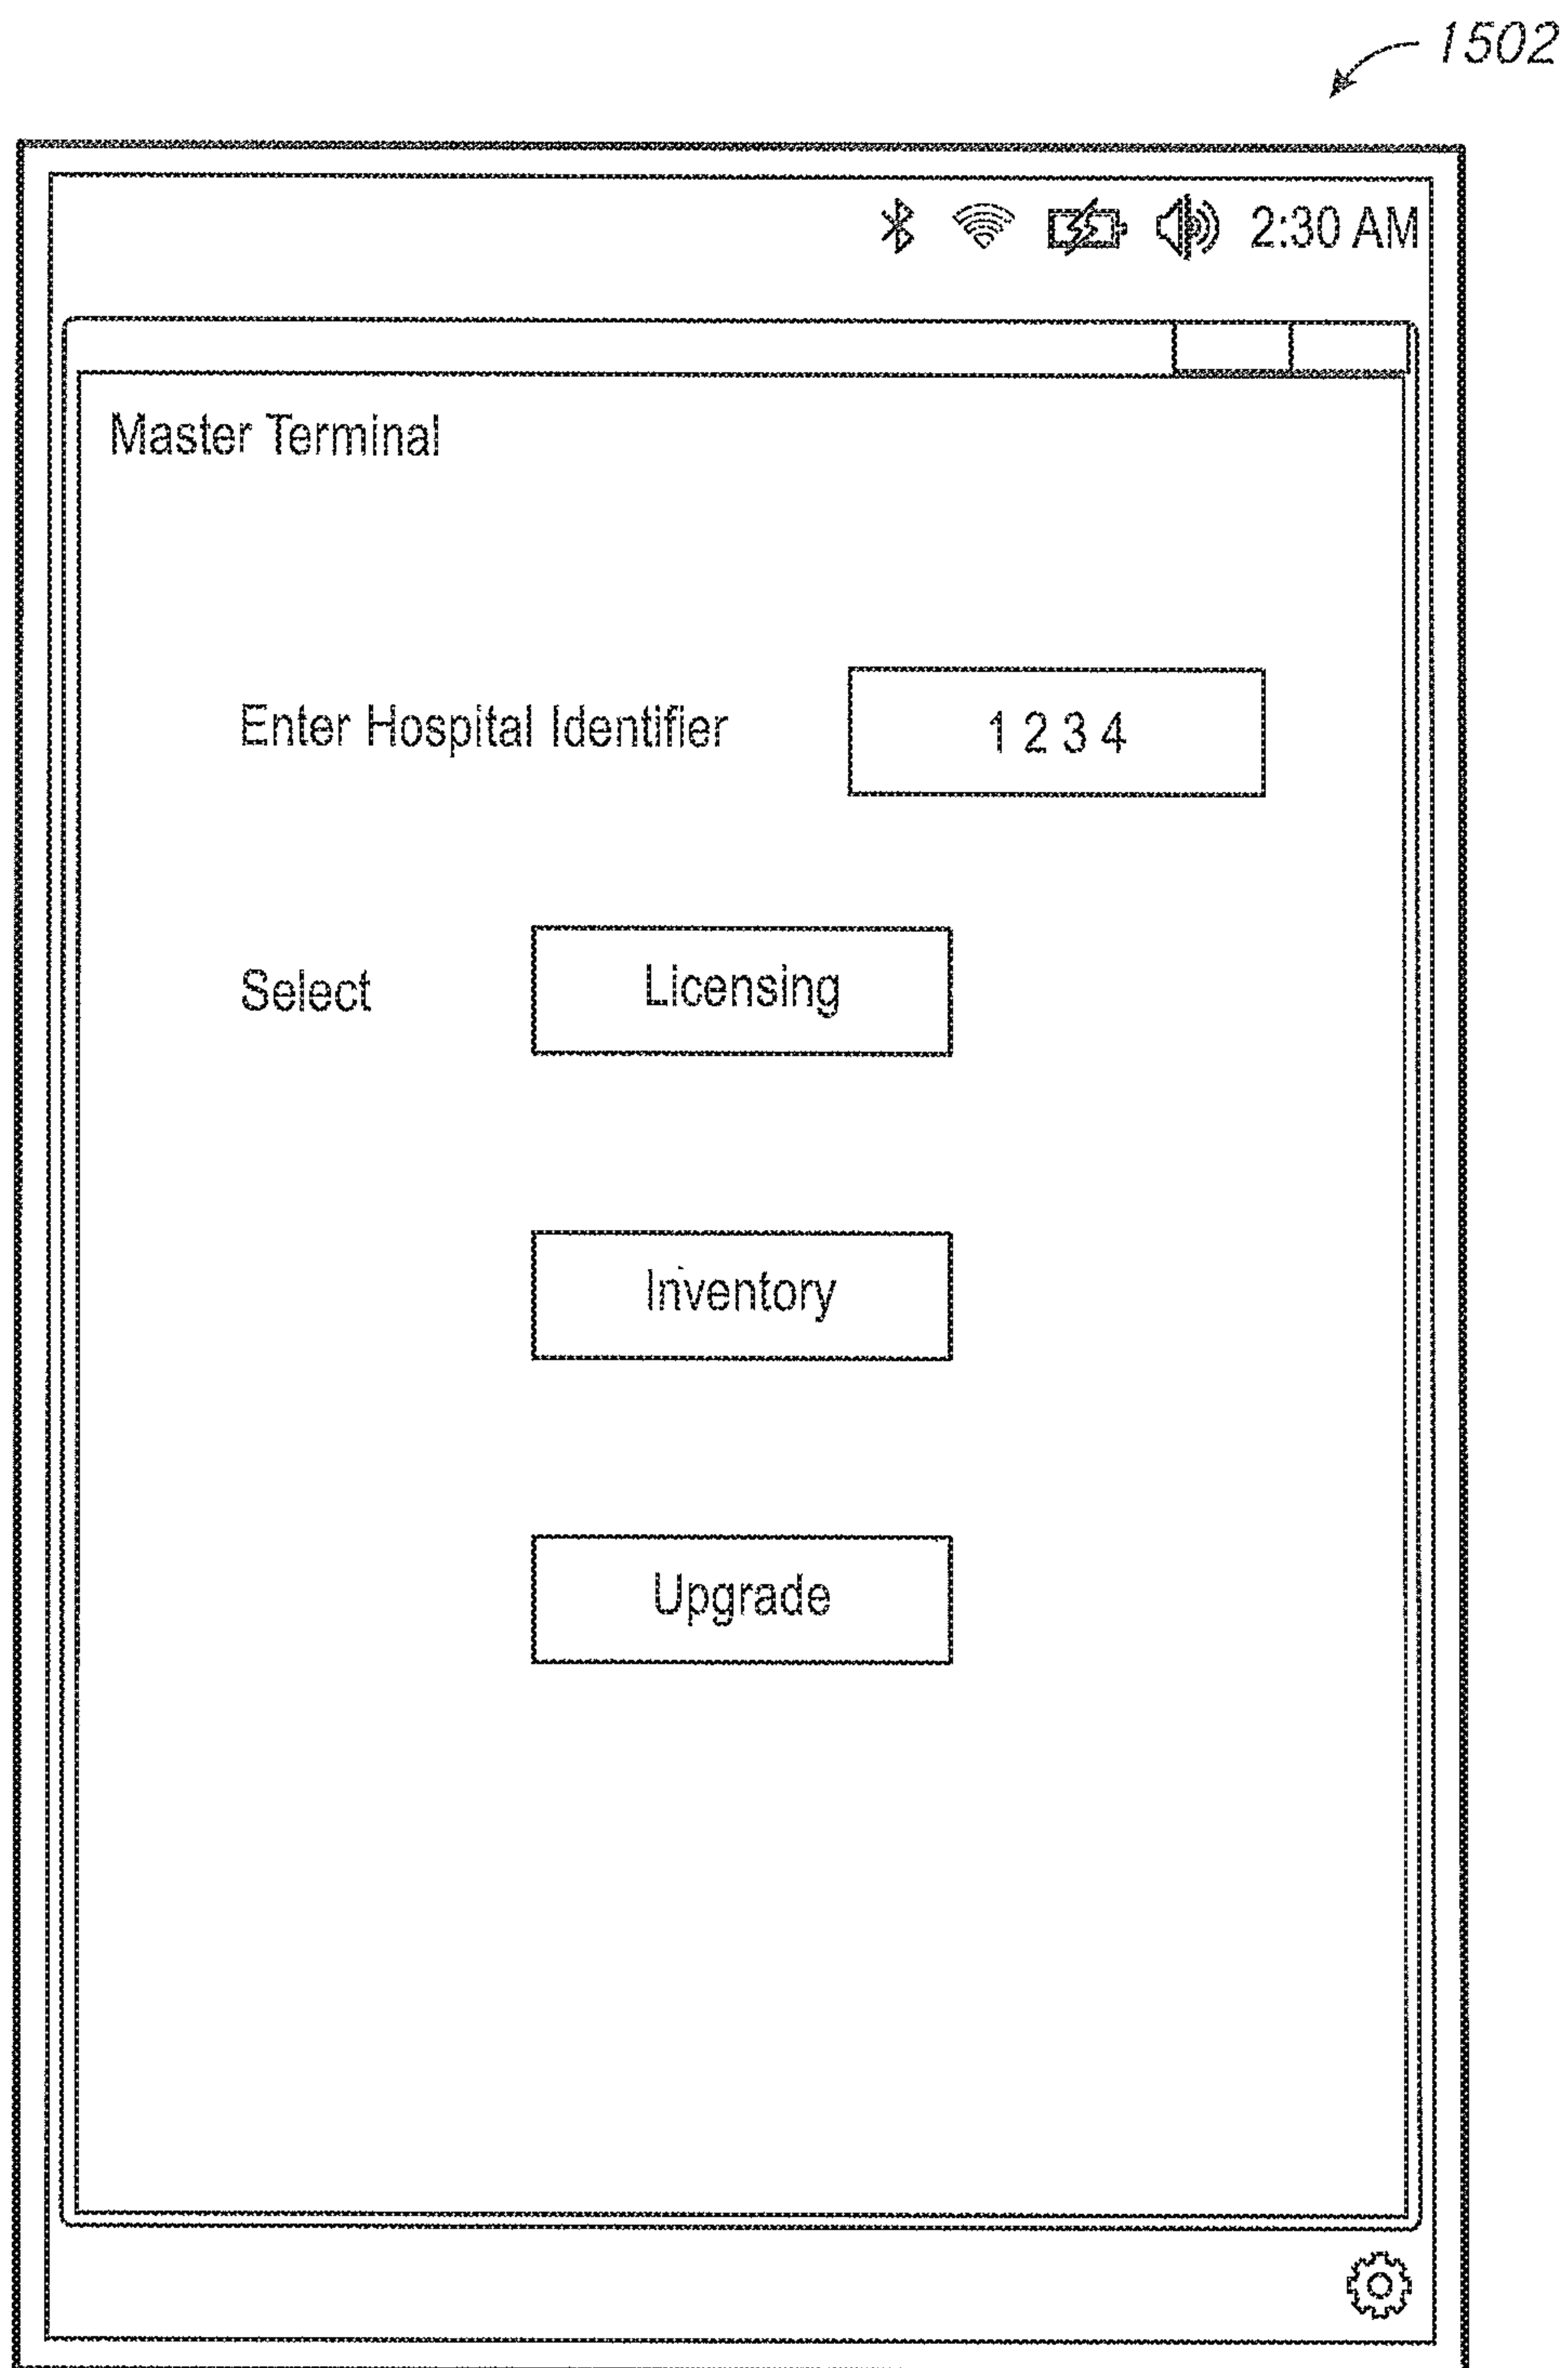 1502
2:30 AM
Master Terminal
Enter Hospital Identifier 1 2 3 4
Select Licensing
Inventory
Upgrade